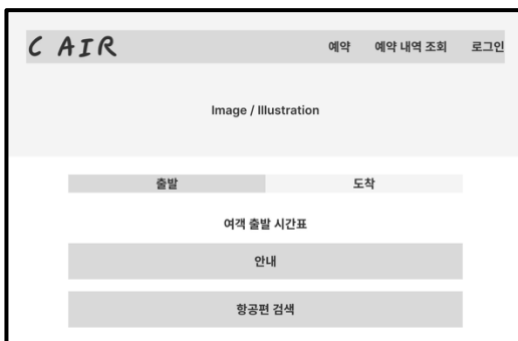 C AIR 예약 예약 내역 조회 로그인
Image / Illustration
출발 도착
여객 출발 시간표
안내
항공편 검색